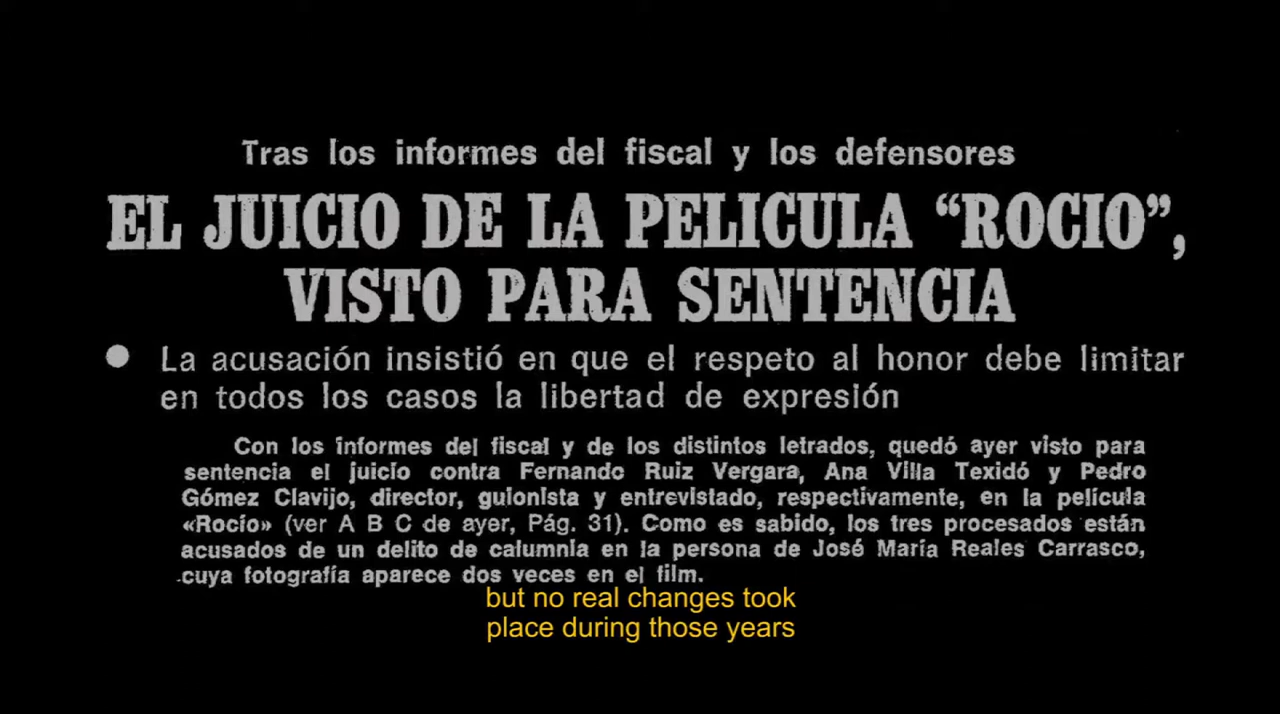 Tras los informes del fiscal y los defensores
EL JUICIO DE LA PELICULA “ROCIO”,
VISTO PARA SENTENCIA
● La acusación insistió en que el respeto al honor debe limitar
en todos los casos la libertad de expresión
Con los informes del fiscal y de los distintos letrados, quedó ayer visto para
sentencia el juicio contra Fernando Ruiz Vergara, Ana Villa Texidó y Pedro
Gómez Clavijo, director, guionista y entrevistado, respectivamente, en la película
«Rocío» (ver A B C de ayer, Pág. 31). Como es sabido, los tres procesados están
acusados de un delito de calumnia en la persona de José María Reales Carrasco,
cuya fotografía aparece dos veces en el film.
but no real changes took
place during those years